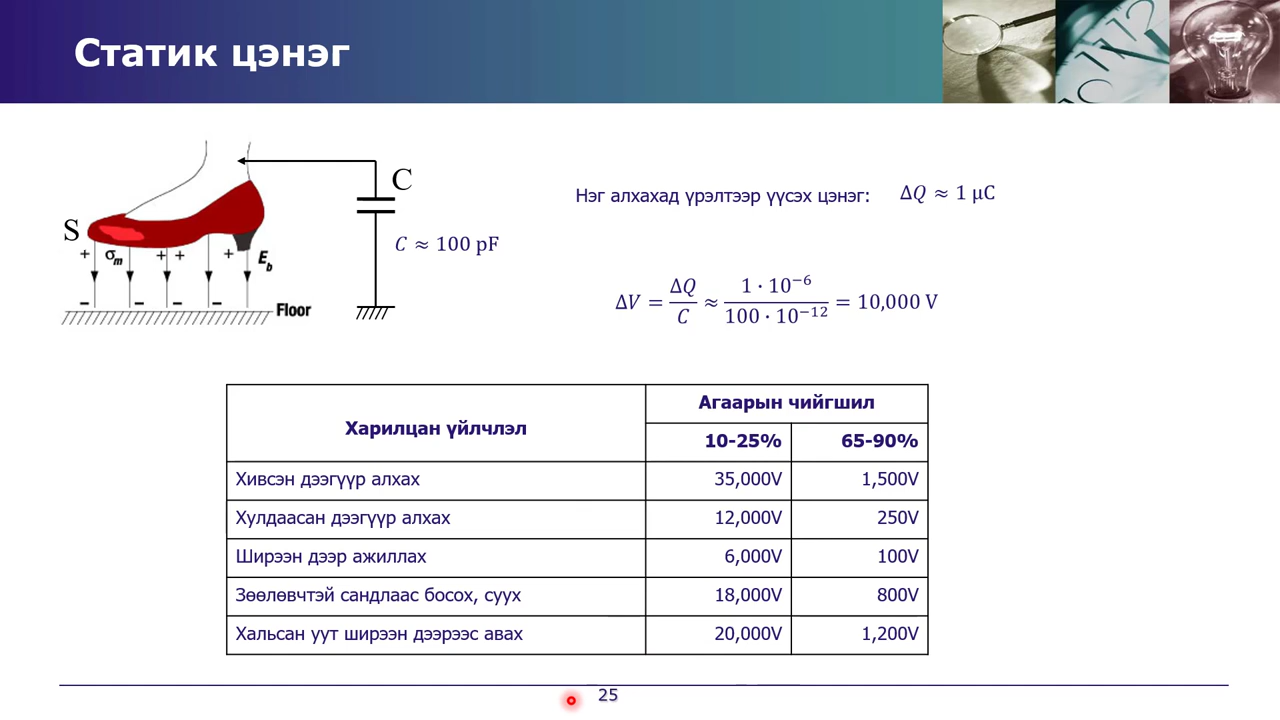 Статик цэнэг
C
S
+ σm + + + Eb
C ≈ 100 pF
– – – –
Floor
Нэг алхахад үрэлтээр үүсэх цэнэг: ΔQ ≈ 1 μC
ΔV = ΔQ/C ≈ 1 · 10⁻⁶/100 · 10⁻¹² = 10,000 V
Харилцан үйлчлэл
Агаарын чийгшил
10-25% 65-90%
Хивсэн дээгүүр алхах 35,000V 1,500V
Хулдаасан дээгүүр алхах 12,000V 250V
Ширээн дээр ажиллах 6,000V 100V
Зөөлөвчтэй сандлаас босох, суух 18,000V 800V
Хальсан уут ширээн дээрээс авах 20,000V 1,200V
25